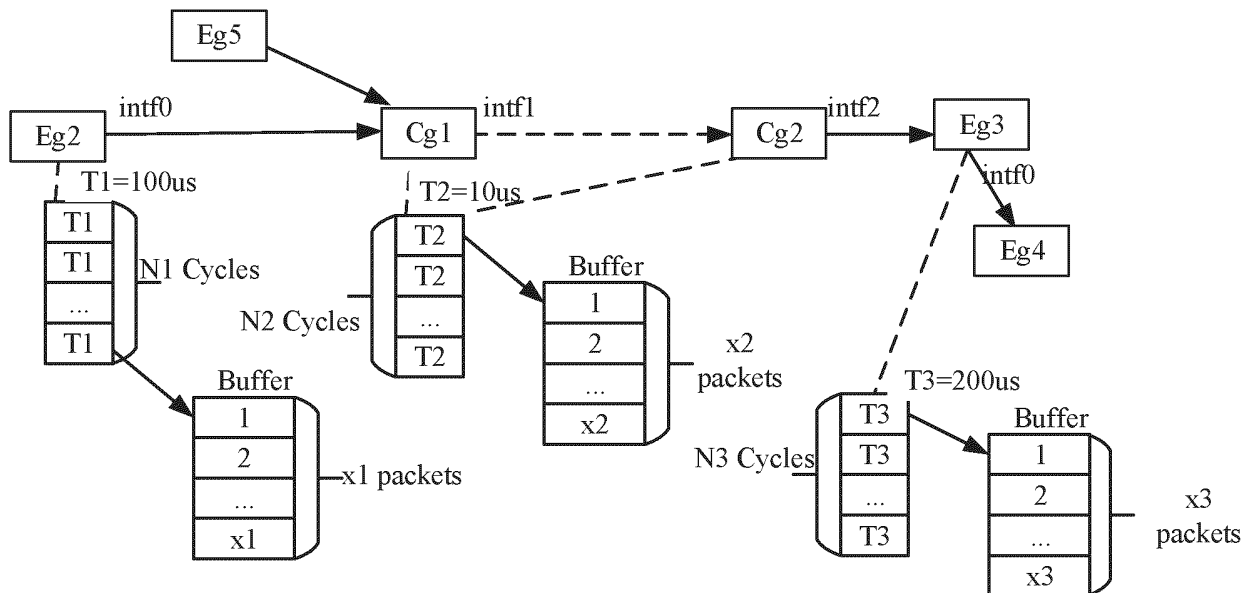 Eg5
intf0
intf1
intf2
Eg2
Cg1
Cg2
Eg3
intf0
Eg4
T1=100us
T1
T1
...
T1
N1 Cycles
Buffer
1
2
...
x1
x1 packets
T2=10us
T2
T2
...
T2
N2 Cycles
Buffer
1
2
...
x2
x2
packets
T3=200us
T3
T3
...
T3
N3 Cycles
Buffer
1
2
...
x3
x3
packets